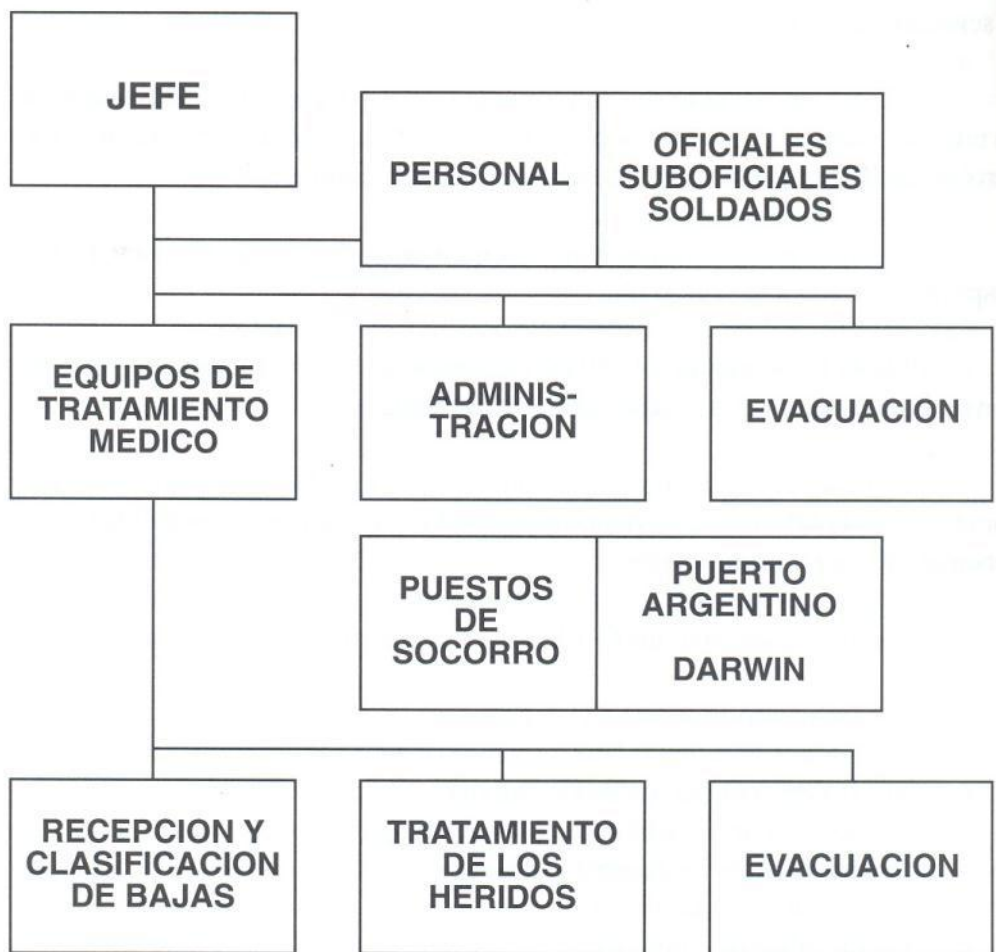 JEFE
PERSONAL
OFICIALES
SUBOFICIALES
SOLDADOS
EQUIPOS DE
TRATAMIENTO
MEDICO
ADMINIS-
TRACION
EVACUACION
PUESTOS
DE
SOCORRO
PUERTO
ARGENTINO
DARWIN
RECEPCION Y
CLASIFICACION
DE BAJAS
TRATAMIENTO
DE LOS
HERIDOS
EVACUACION